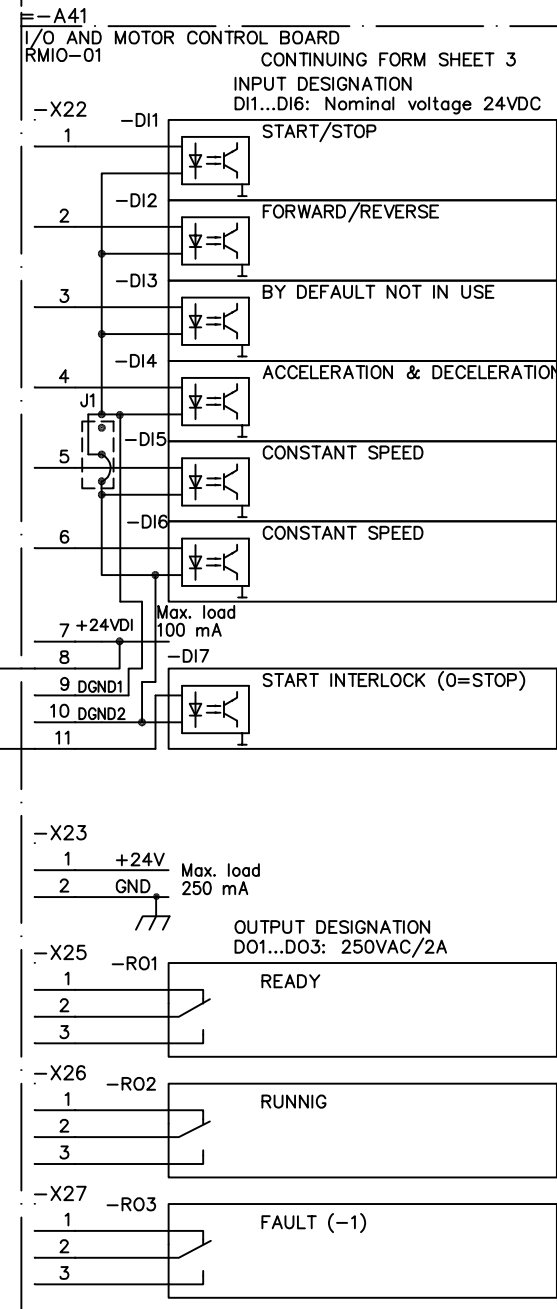 =-A41
I/O AND MOTOR CONTROL BOARD
RMIO-01
CONTINUING FORM SHEET 3
INPUT DESIGNATION
DI1...DI6: Nominal voltage 24VDC
-X22
-DI1
1
START/STOP
-DI2
2
FORWARD/REVERSE
-DI3
3
BY DEFAULT NOT IN USE
-DI4
4
ACCELERATION & DECELERATION
J1
-DI5
5
CONSTANT SPEED
-DI6
6
CONSTANT SPEED
Max. load
100 mA
7 +24VDI
8
-DI7
9 DGND1
START INTERLOCK (0=STOP)
10 DGND2
11
-X23
1 +24V
Max. load
2 GND
250 mA
OUTPUT DESIGNATION
DO1...DO3: 250VAC/2A
-X25
-RO1
1
READY
2
3
-X26
-RO2
1
RUNNIG
2
3
-X27
-RO3
1
FAULT (-1)
2
3